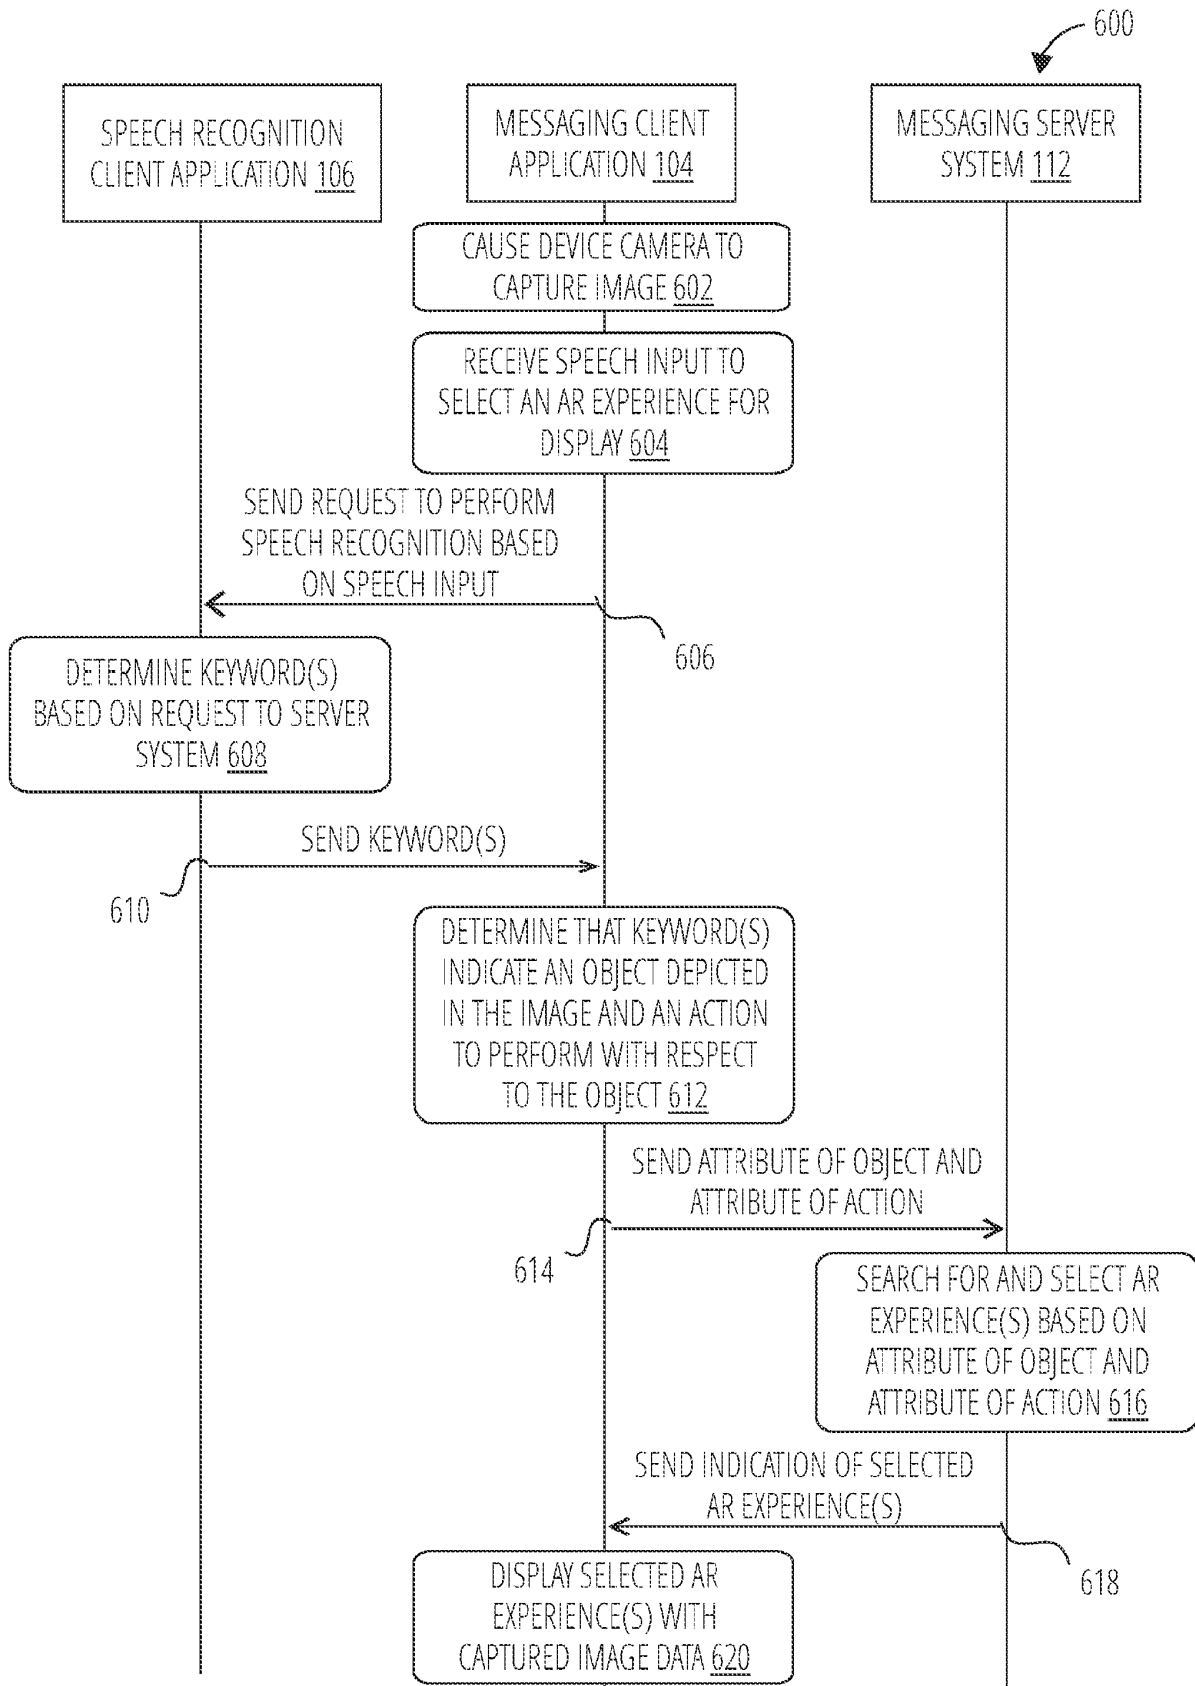 600
SPEECH RECOGNITION
CLIENT APPLICATION 106
MESSAGING CLIENT
APPLICATION 104
MESSAGING SERVER
SYSTEM 112
CAUSE DEVICE CAMERA TO
CAPTURE IMAGE 602
RECEIVE SPEECH INPUT TO
SELECT AN AR EXPERIENCE FOR
DISPLAY 604
SEND REQUEST TO PERFORM
SPEECH RECOGNITION BASED
ON SPEECH INPUT
606
DETERMINE KEYWORD(S)
BASED ON REQUEST TO SERVER
SYSTEM 608
SEND KEYWORD(S)
610
DETERMINE THAT KEYWORD(S)
INDICATE AN OBJECT DEPICTED
IN THE IMAGE AND AN ACTION
TO PERFORM WITH RESPECT
TO THE OBJECT 612
SEND ATTRIBUTE OF OBJECT AND
ATTRIBUTE OF ACTION
614
SEARCH FOR AND SELECT AR
EXPERIENCE(S) BASED ON
ATTRIBUTE OF OBJECT AND
ATTRIBUTE OF ACTION 616
SEND INDICATION OF SELECTED
AR EXPERIENCE(S)
618
DISPLAY SELECTED AR
EXPERIENCE(S) WITH
CAPTURED IMAGE DATA 620